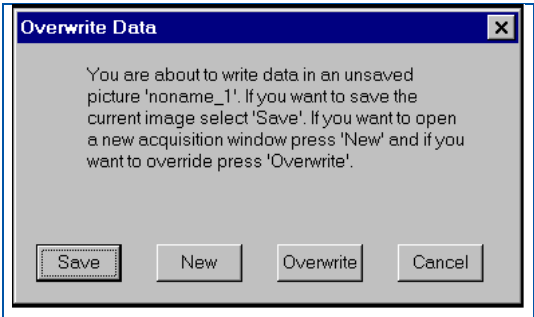 Overwrite Data
You are about to write data in an unsaved
picture 'noname_1'. If you want to save the
current image select 'Save'. If you want to open
a new acquisition window press 'New' and if you
want to override press 'Overwrite'.
Save New Overwrite Cancel